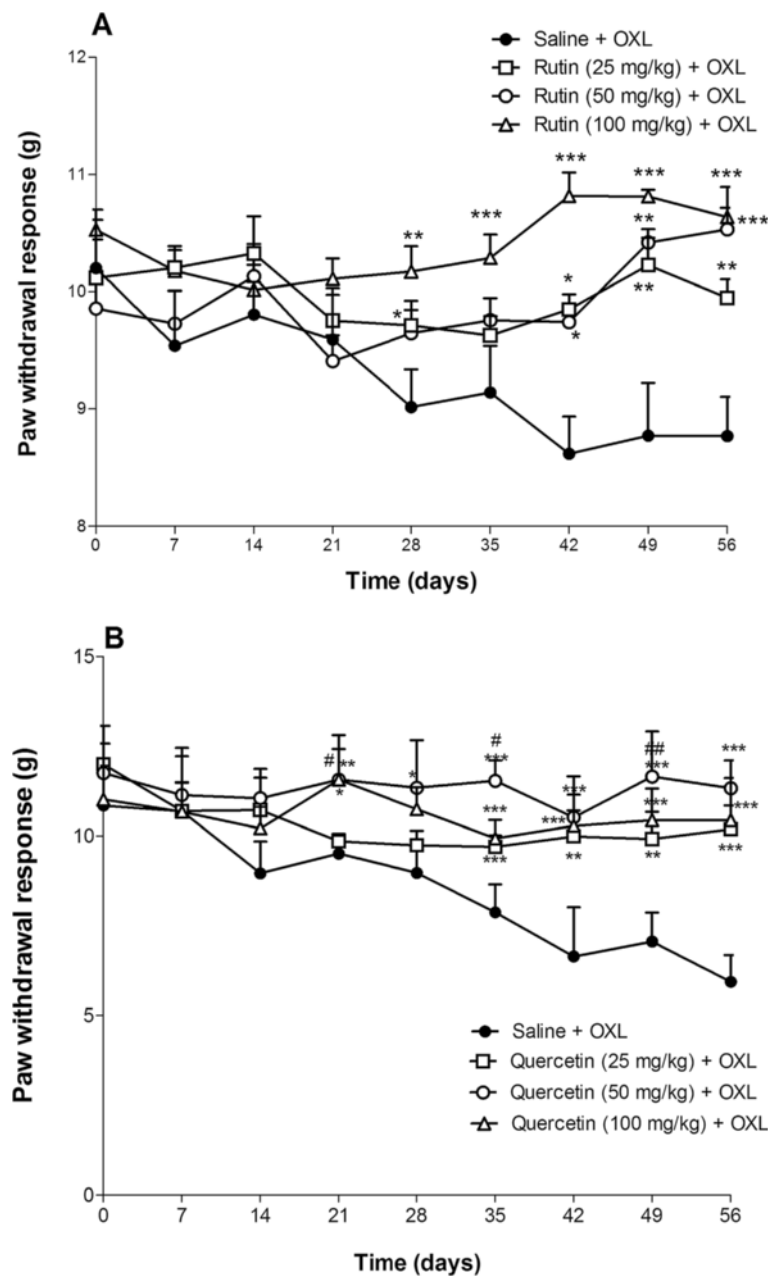 A
Saline + OXL
Rutin (25 mg/kg) + OXL
Rutin (50 mg/kg) + OXL
Rutin (100 mg/kg) + OXL
Paw withdrawal response (g)
12
11
10
9
8
*** *** ***
** *** ** ***
* * ** **
*
0 7 14 21 28 35 42 49 56
Time (days)
B
Paw withdrawal response (g)
15
10
5
0
# ##
# ** * *** *** *** ***
* *** *** *** ***
*** ** ** ***
Saline + OXL
Quercetin (25 mg/kg) + OXL
Quercetin (50 mg/kg) + OXL
Quercetin (100 mg/kg) + OXL
0 7 14 21 28 35 42 49 56
Time (days)